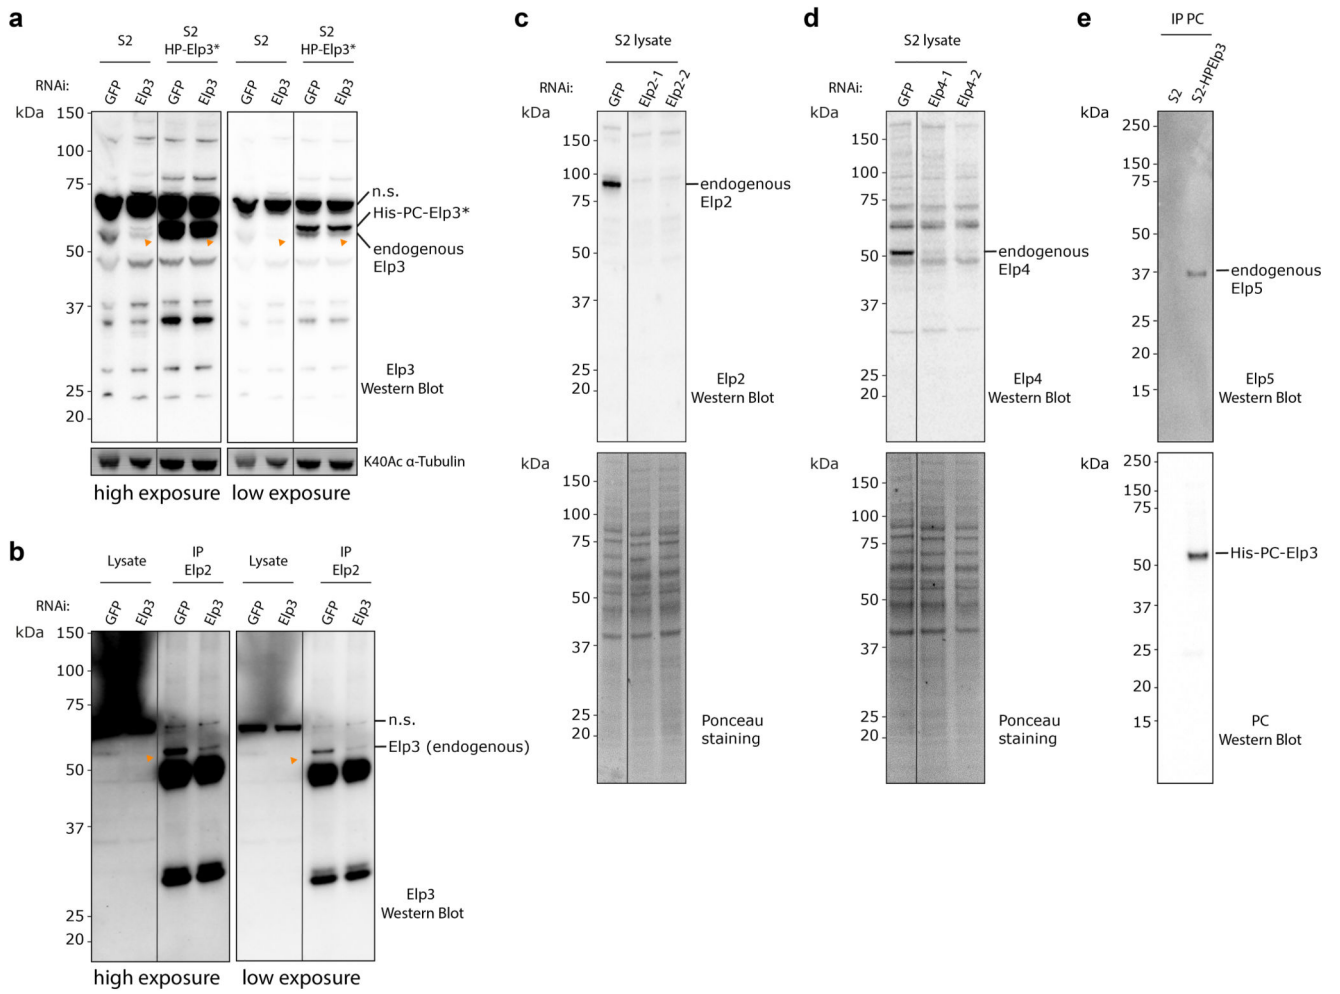 a
S2
S2
HP-Elp3*
S2
S2
HP-Elp3*
RNAi:
GFP
Elp3
GFP
Elp3
GFP
Elp3
GFP
Elp3
kDa
150
100
75
50
37
25
20
n.s.
His-PC-Elp3*
endogenous
Elp3
Elp3
Western Blot
K40Ac α-Tubulin
high exposure
low exposure
b
Lysate
IP
Elp2
Lysate
IP
Elp2
RNAi:
GFP
Elp3
GFP
Elp3
GFP
Elp3
GFP
Elp3
kDa
150
100
75
50
37
25
20
n.s.
Elp3 (endogenous)
Elp3
Western Blot
high exposure
low exposure
c
S2 lysate
RNAi:
GFP
Elp2-1
Elp2-2
kDa
150
100
75
50
37
25
20
endogenous
Elp2
Elp2
Western Blot
kDa
150
100
75
50
37
25
20
Ponceau
staining
d
S2 lysate
RNAi:
GFP
Elp4-1
Elp4-2
kDa
150
100
75
50
37
25
20
endogenous
Elp4
Elp4
Western Blot
kDa
150
100
75
50
37
25
20
Ponceau
staining
e
IP PC
S2
S2-HPElp3
kDa
250
150
75
50
37
25
20
15
endogenous
Elp5
Elp5
Western Blot
kDa
250
150
75
50
37
25
20
15
His-PC-Elp3
PC
Western Blot